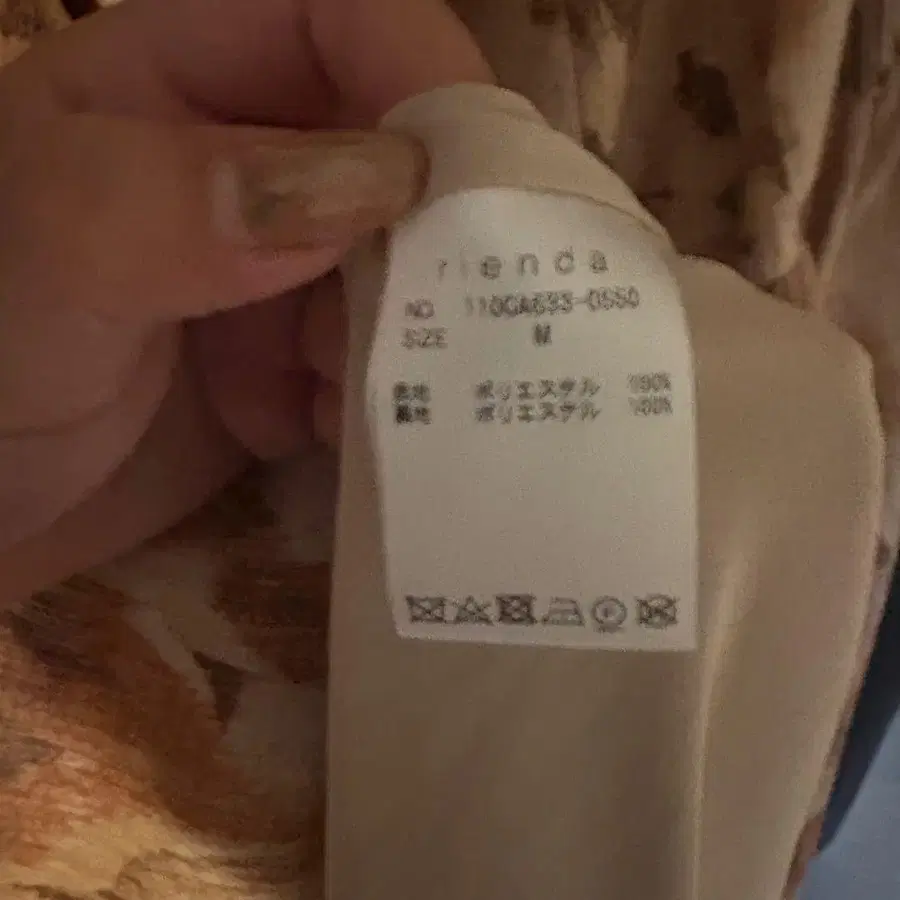 rienda
NO 110GA633-0550
SIZE M
表地 ポリエステル 100%
裏地 ポリエステル 100%